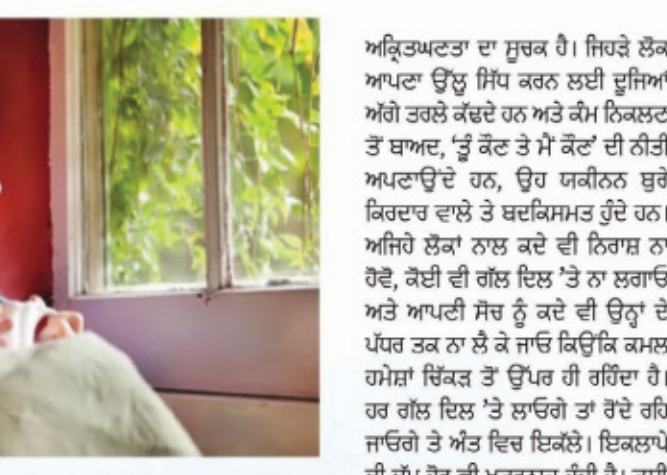 ਅਕ੍ਰਿਤਘਣਤਾ ਦਾ ਸੂਚਕ ਹੈ। ਜਿਹੜੇ ਲੋਕ
ਆਪਣਾ ਉੱਲੂ ਸਿੱਧ ਕਰਨ ਲਈ ਦੂਜਿਆਂ
ਅੱਗੇ ਤਰਲੇ ਕੱਢਦੇ ਹਨ ਅਤੇ ਕੰਮ ਨਿਕਲਣ
ਤੋਂ ਬਾਅਦ, ‘ਤੂੰ ਕੌਣ ਤੇ ਮੈਂ ਕੌਣ’ ਦੀ ਨੀਤੀ
ਅਪਣਾਉਂਦੇ ਹਨ, ਉਹ ਯਕੀਨਨ ਬੁਰੇ
ਕਿਰਦਾਰ ਵਾਲੇ ਤੇ ਬਦਕਿਸਮਤ ਹੁੰਦੇ ਹਨ।
ਅਜਿਹੇ ਲੋਕਾਂ ਨਾਲ ਕਦੇ ਵੀ ਨਿਰਾਸ਼ ਨਾ
ਹੋਵੋ, ਕੋਈ ਵੀ ਗੱਲ ਦਿਲ ’ਤੇ ਨਾ ਲਗਾਓ
ਅਤੇ ਆਪਣੀ ਸੋਚ ਨੂੰ ਕਦੇ ਵੀ ਉਨ੍ਹਾਂ ਦੇ
ਪੱਧਰ ਤਕ ਨਾ ਲੈ ਕੇ ਜਾਓ ਕਿਉਂਕਿ ਕਮਲ
ਹਮੇਸ਼ਾਂ ਚਿੱਕੜ ਤੋਂ ਉੱਪਰ ਹੀ ਰਹਿੰਦਾ ਹੈ।
ਹਰ ਗੱਲ ਦਿਲ ’ਤੇ ਲਾਓਗੇ ਤਾਂ ਰੋਂਦੇ ਰਹਿ
ਜਾਓਗੇ ਤੇ ਅੰਤ ਵਿਚ ਇਕੱਲੇ। ਇਕਲਾਪੇ